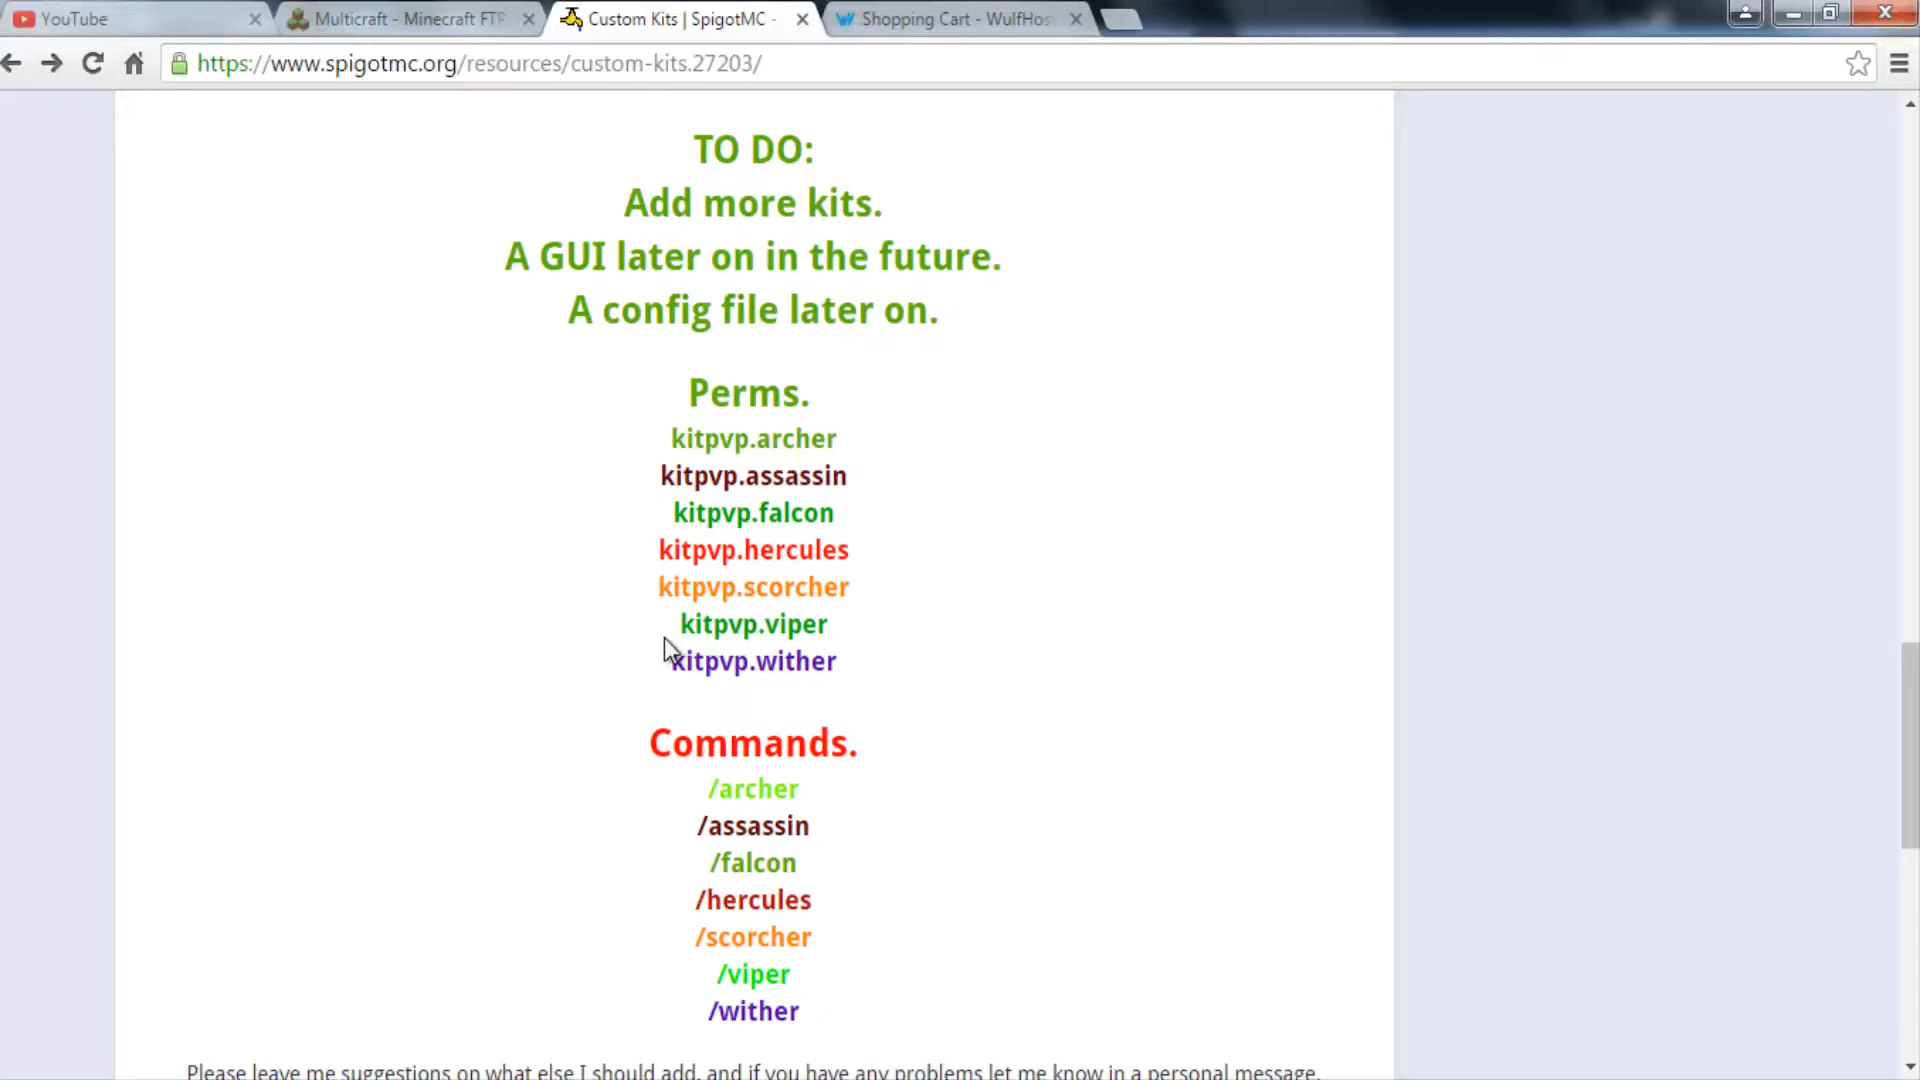 YouTube
Multicraft - Minecraft FTP
Custom Kits | SpigotMC -
Shopping Cart - WulfHos
https://www.spigotmc.org/resources/custom-kits.27203/
TO DO:
Add more kits.
A GUI later on in the future.
A config file later on.
Perms.
kitpvp.archer
kitpvp.assassin
kitpvp.falcon
kitpvp.hercules
kitpvp.scorcher
kitpvp.viper
kitpvp.wither
Commands.
/archer
/assassin
/falcon
/hercules
/scorcher
/viper
/wither
Please leave me suggestions on what else I should add, and if you have any problems let me know in a personal message.